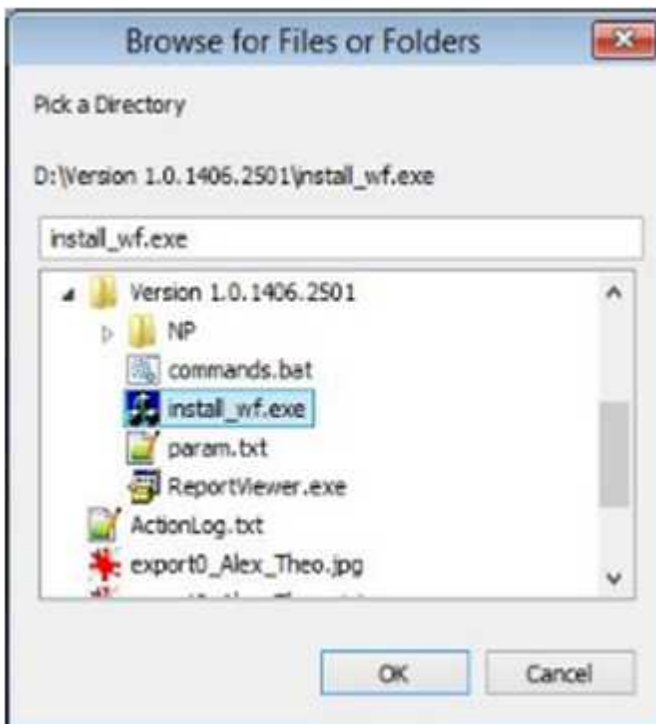 Browse for Files or Folders
Pick a Directory
D:\Version 1.0.1406.2501\install_wf.exe
install_wf.exe
Version 1.0.1406.2501
NP
commands.bat
install_wf.exe
param.txt
ReportViewer.exe
ActionLog.txt
export0_Alex_Theo.jpg
OK Cancel